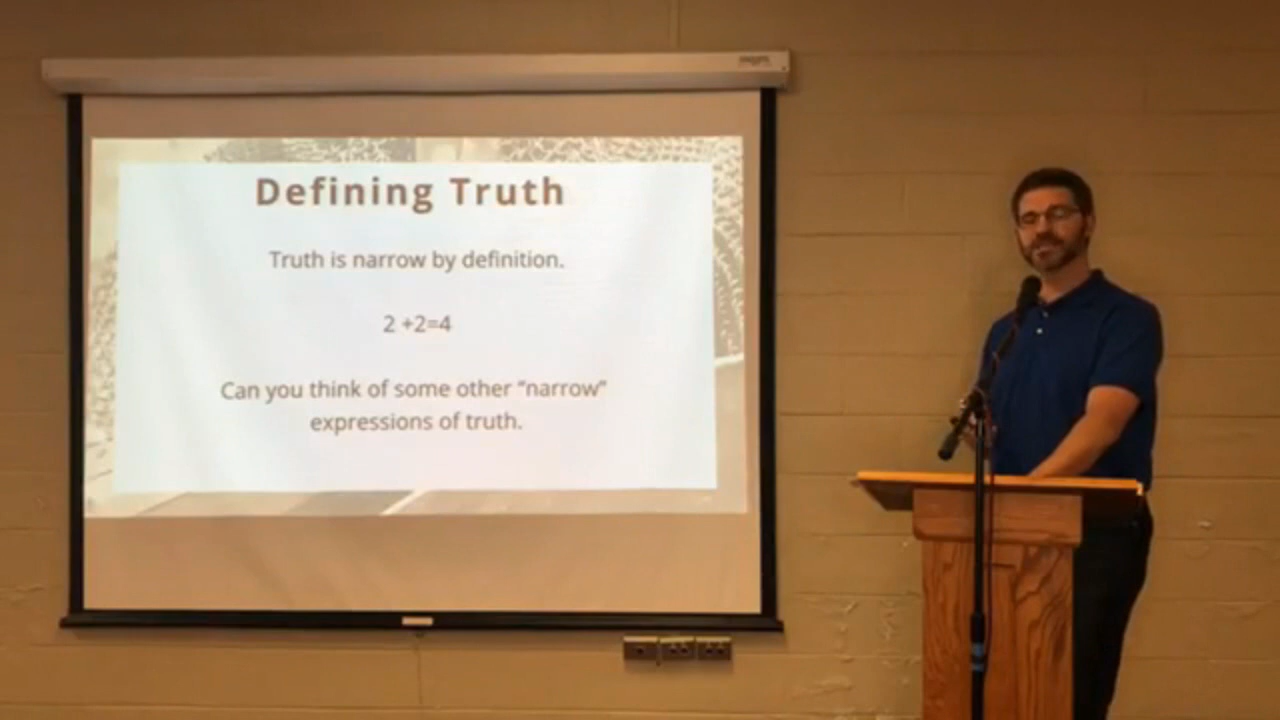 Defining Truth
Truth is narrow by definition.
2 +2=4
Can you think of some other “narrow”
expressions of truth.